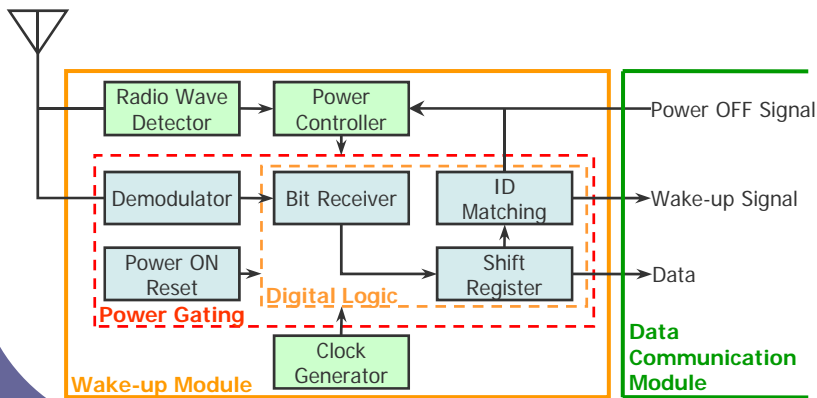 Radio Wave
Detector
Power
Controller
Power OFF Signal
Demodulator
Bit Receiver
ID
Matching
Wake-up Signal
Power ON
Reset
Shift
Register
Data
Digital Logic
Power Gating
Clock
Generator
Wake-up Module
Data
Communication
Module